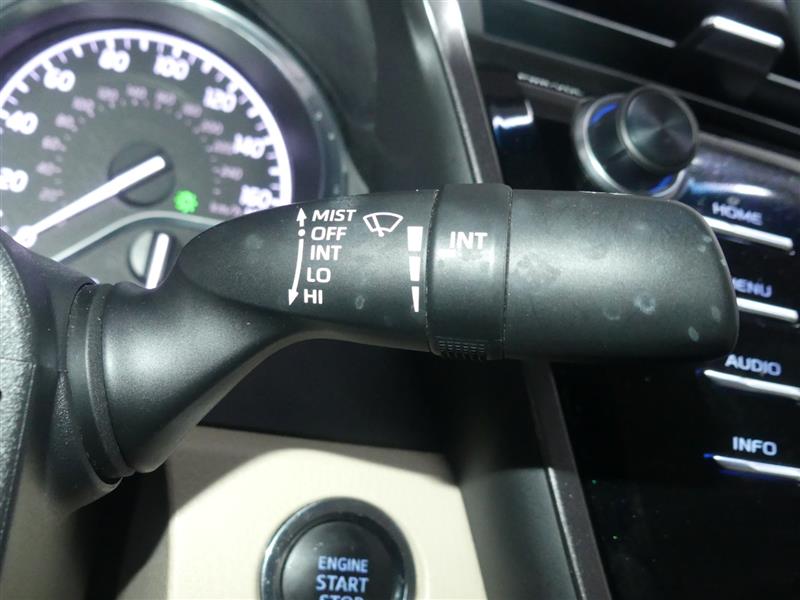 60
80
100
120
140
160
40
20
MIST
OFF
INT
LO
HI
INT
HOME
MENU
AUDIO
INFO
ENGINE
START
STOP